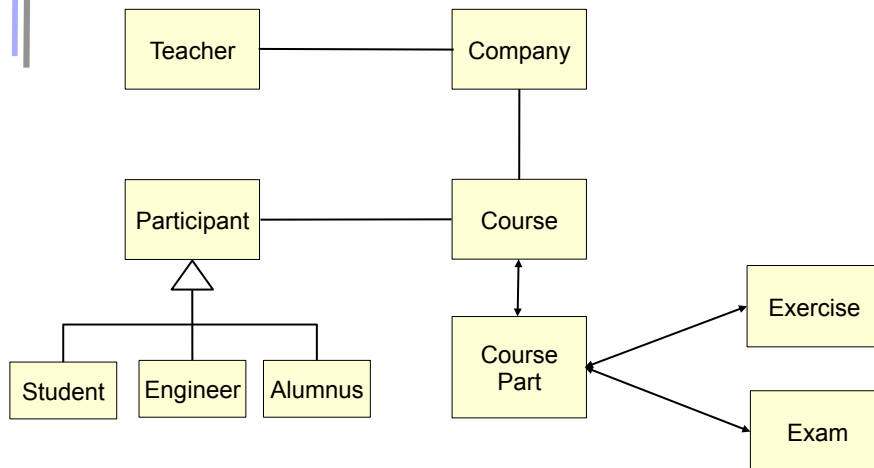 Teacher
Company
Participant
Course
Exercise
Course
Part
Student
Engineer
Alumnus
Exam